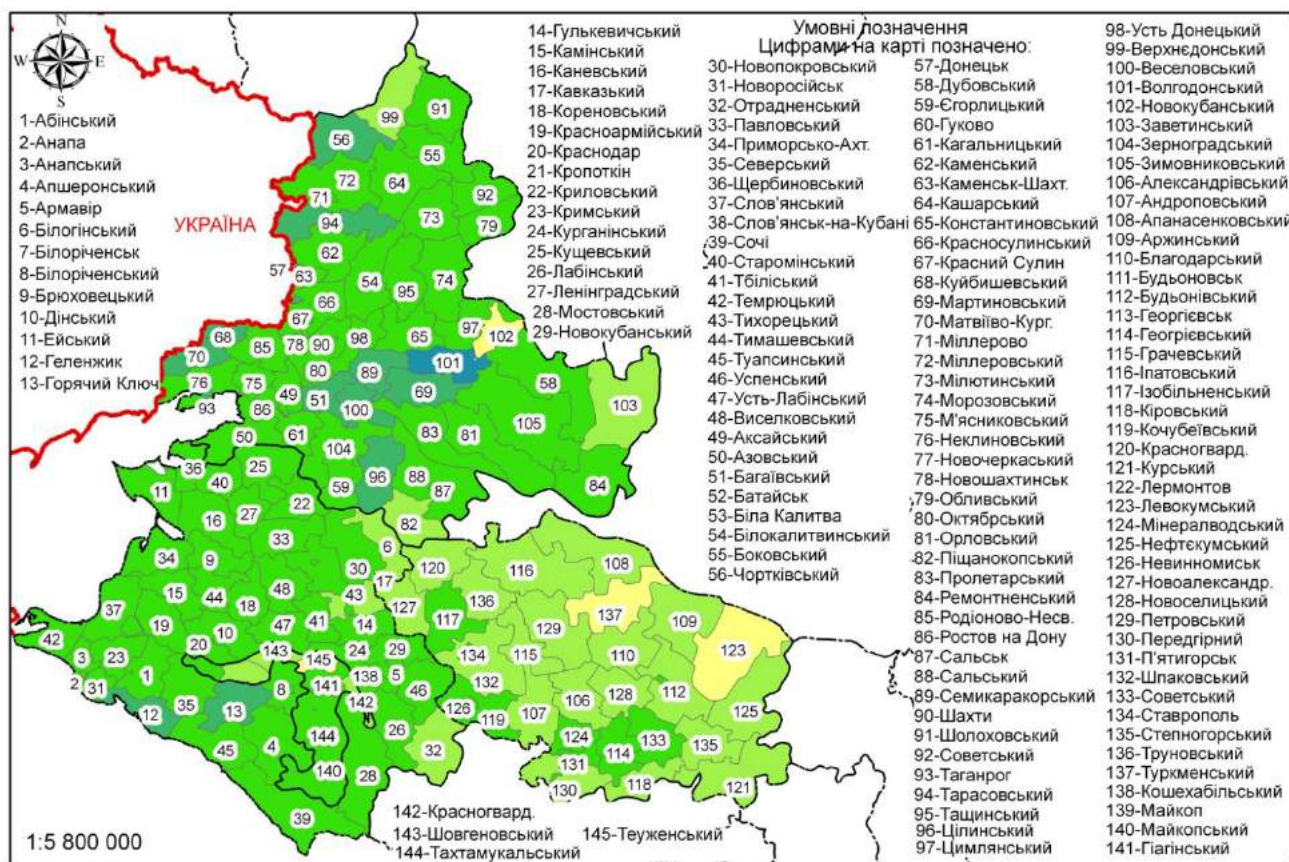 N
W
E
S
УКРАЇНА
1:5 800 000
Умовні позначення
Цифрами на карті позначено:
1-Абінський
2-Анапа
3-Анапський
4-Апшеронський
5-Армавір
6-Білогінський
7-Білоріченськ
8-Білоріченський
9-Брюховецький
10-Дінський
11-Ейський
12-Геленжик
13-Горячий Ключ
14-Гулькевичський
15-Камінський
16-Каневський
17-Кавказький
18-Кореновський
19-Красноармійський
20-Краснодар
21-Кропоткін
22-Криловський
23-Кримський
24-Курганінський
25-Кущевський
26-Лабінський
27-Ленінградський
28-Мостовський
29-Новокубанський
30-Новопокровський
31-Новоросійськ
32-Отрадненський
33-Павловський
34-Приморсько-Ахт.
35-Северський
36-Щербиновський
37-Слов'янський
38-Слов'янськ-на-Кубані
39-Сочі
40-Старомінський
41-Тбіліський
42-Темрюцький
43-Тихорецький
44-Тимашевський
45-Туапсинський
46-Успенський
47-Усть-Лабінський
48-Виселковський
49-Аксайський
50-Азовський
51-Багаївський
52-Батайськ
53-Біла Калитва
54-Білокалитвинський
55-Боковський
56-Чортківський
57-Донецьк
58-Дубовський
59-Єгорлицький
60-Гуково
61-Кагальницький
62-Каменський
63-Каменськ-Шахт.
64-Кашарський
65-Константиновський
66-Красносулинський
67-Красний Сулин
68-Куйбишевський
69-Мартиновський
70-Матвіїво-Кург.
71-Міллерово
72-Міллеровський
73-Мілютинський
74-Морозовський
75-М'ясниковський
76-Неклиновський
77-Новочеркаський
78-Новошахтинськ
79-Обливський
80-Октябрський
81-Орловський
82-Піщанокопський
83-Пролетарський
84-Ремонтненський
85-Родіоново-Несв.
86-Ростов на Дону
87-Сальськ
88-Сальський
89-Семикаракорський
90-Шахти
91-Шолоховський
92-Советський
93-Таганрог
94-Тарасовський
95-Тащинський
96-Цілинський
97-Цимлянський
98-Усть Донецький
99-Верхнєдонський
100-Веселовський
101-Волгодонський
102-Новокубанський
103-Заветинський
104-Зерноградський
105-Зимовниковський
106-Александрівський
107-Андроповський
108-Апанасенковський
109-Аржинський
110-Благодарський
111-Будьоновськ
112-Будьонівський
113-Георгієвськ
114-Геогрієвський
115-Грачевський
116-Іпатовський
117-Ізобільненський
118-Кіровський
119-Кочубеївський
120-Красногвард.
121-Курський
122-Лермонтов
123-Левокумський
124-Мінералводський
125-Нефтєкумський
126-Невинномиськ
127-Новоалександр.
128-Новоселицький
129-Петровський
130-Передгірний
131-П'ятигорськ
132-Шпаковський
133-Советський
134-Ставрополь
135-Степногорський
136-Труновський
137-Туркменський
138-Кошехабільський
139-Майкоп
140-Майкопський
141-Гіагінський
142-Красногвард.
143-Шовгеновський
144-Тахтамукальський
145-Теуженський